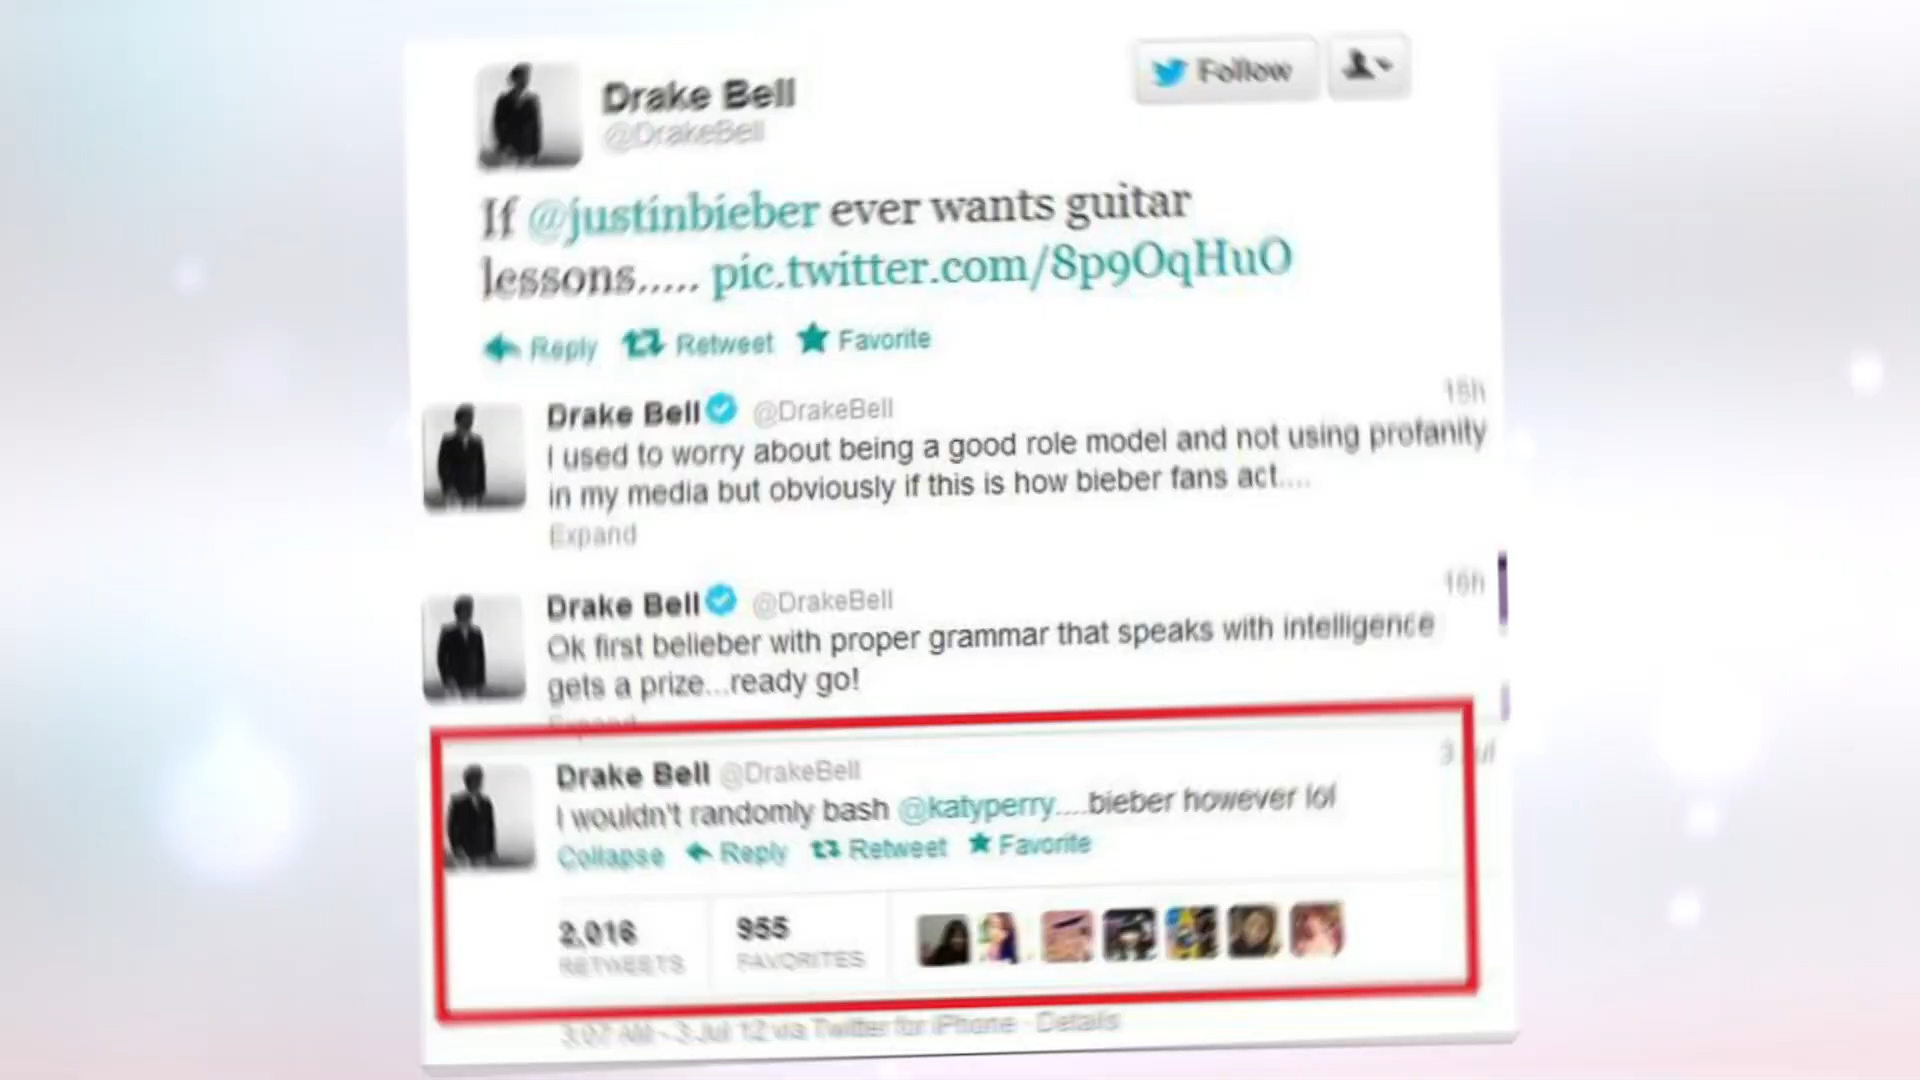 Drake Bell
@DrakeBell
Follow
If @justinbieber ever wants guitar
lessons..... pic.twitter.com/8p9OqHuO
Reply Retweet Favorite
Drake Bell @DrakeBell
I used to worry about being a good role model and not using profanity
in my media but obviously if this is how bieber fans act....
Expand
Drake Bell @DrakeBell 16h
Ok first belieber with proper grammar that speaks with intelligence
gets a prize...ready go!
Expand
Drake Bell @DrakeBell
I wouldn't randomly bash @katyperry....bieber however lol
Collapse Reply Retweet Favorite
2,016 955
RETWEETS FAVORITES
3:07 AM - 3 Jul 12 via Twitter for iPhone · Details